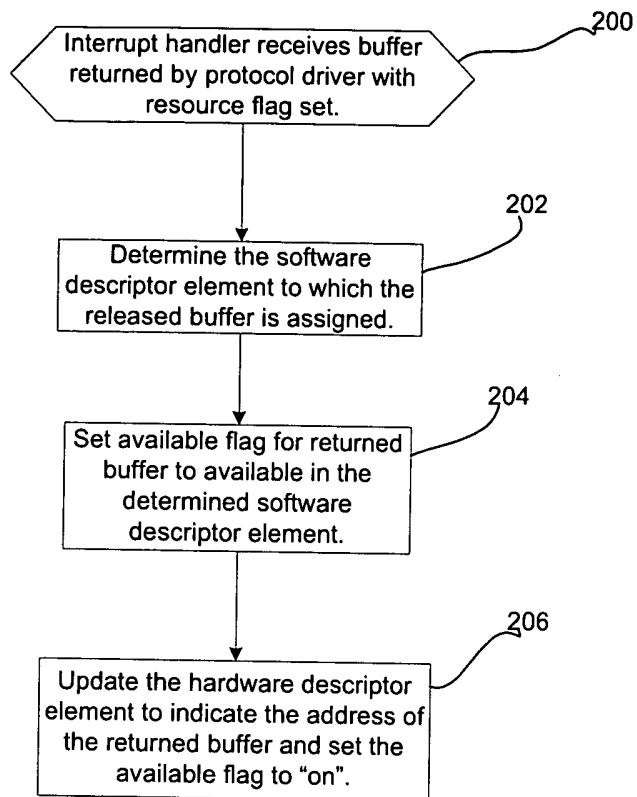 200
Interrupt handler receives buffer
returned by protocol driver with
resource flag set.
202
Determine the software
descriptor element to which the
released buffer is assigned.
204
Set available flag for returned
buffer to available in the
determined software
descriptor element.
206
Update the hardware descriptor
element to indicate the address of
the returned buffer and set the
available flag to “on”.